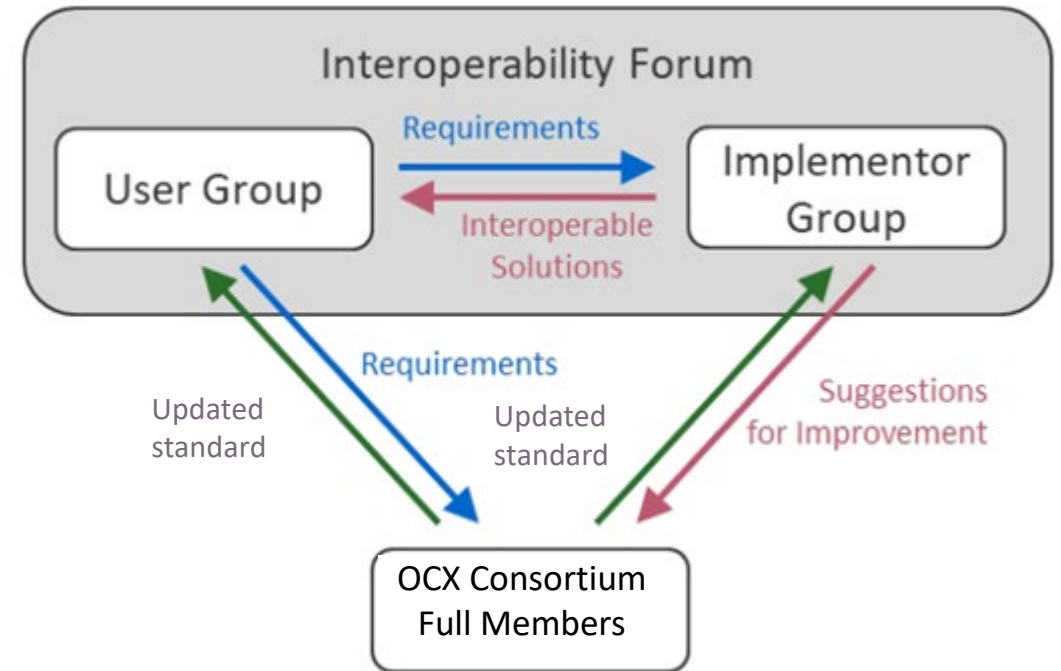 Interoperability Forum
User Group
Requirements
Interoperable
Solutions
Implementor
Group
Updated
standard
Requirements
Updated
standard
Suggestions
for Improvement
OCX Consortium
Full Members